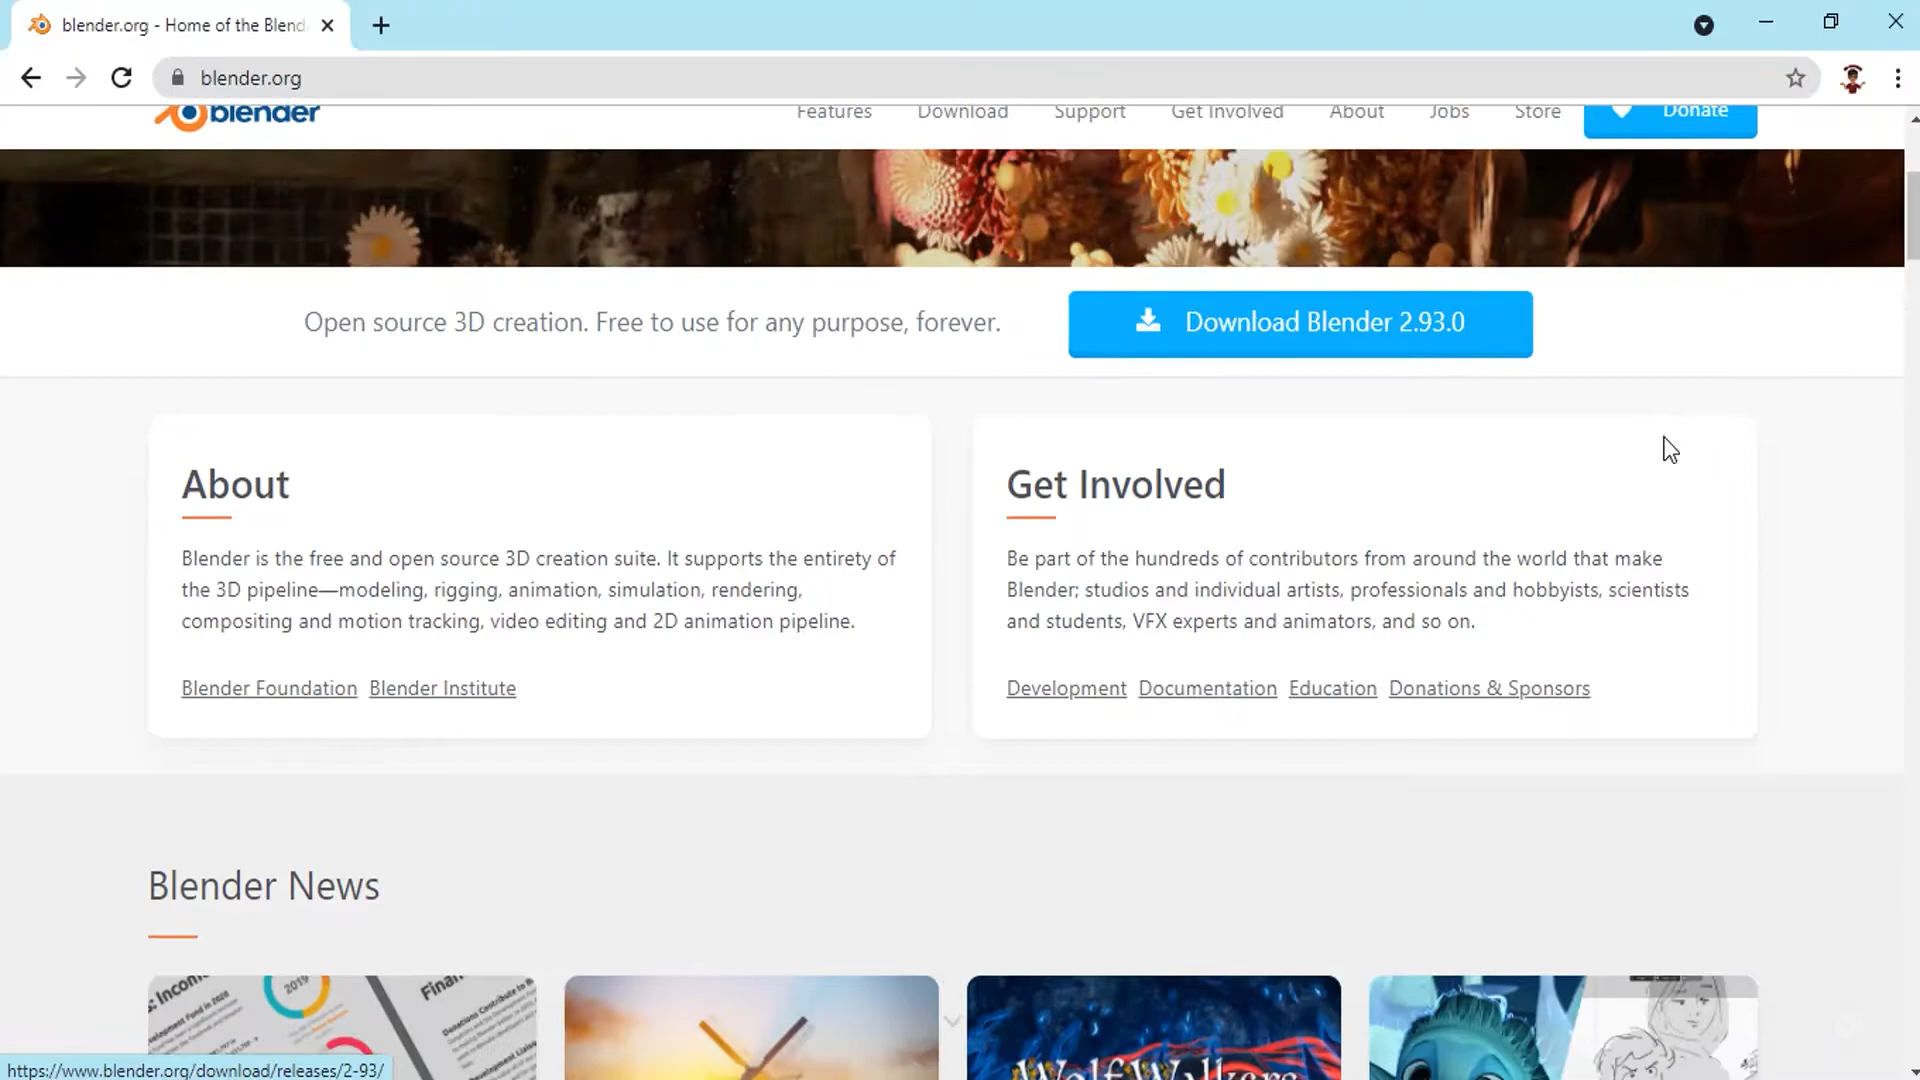 blender.org - Home of the Blend
blender.org
blender
Features Download Support Get Involved About Jobs Store Donate
Open source 3D creation. Free to use for any purpose, forever.
Download Blender 2.93.0
About
Blender is the free and open source 3D creation suite. It supports the entirety of
the 3D pipeline—modeling, rigging, animation, simulation, rendering,
compositing and motion tracking, video editing and 2D animation pipeline.
Blender Foundation Blender Institute
Get Involved
Be part of the hundreds of contributors from around the world that make
Blender; studios and individual artists, professionals and hobbyists, scientists
and students, VFX experts and animators, and so on.
Development Documentation Education Donations & Sponsors
Blender News
2019
WolfWalkers
https://www.blender.org/download/releases/2-93/